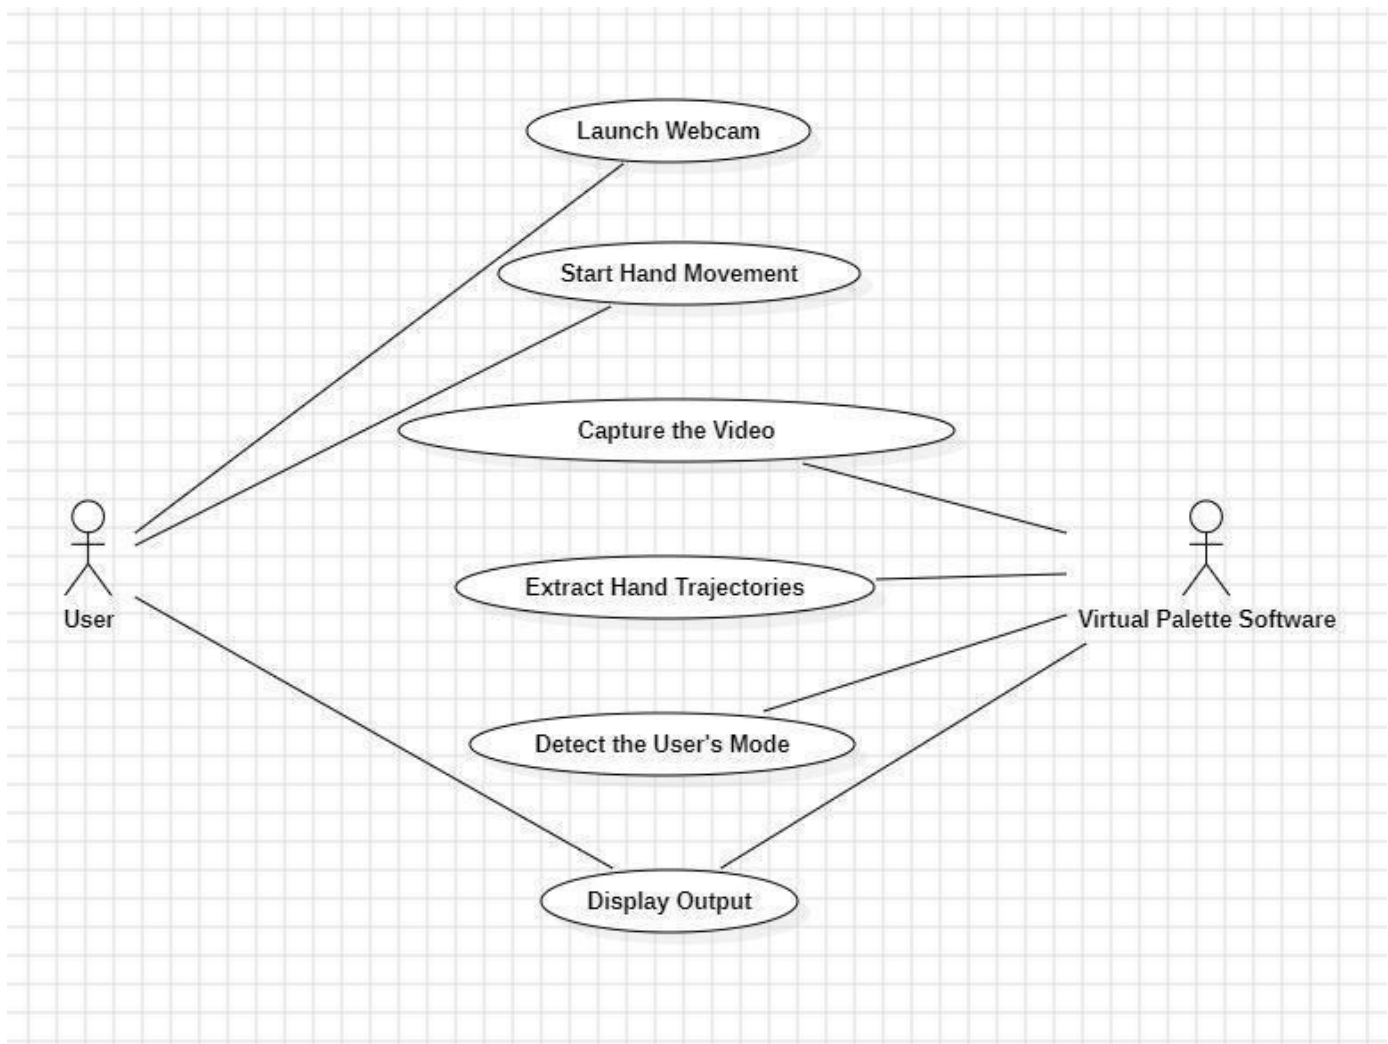 Launch Webcam
Start Hand Movement
Capture the Video
Extract Hand Trajectories
User
Virtual Palette Software
Detect the User's Mode
Display Output